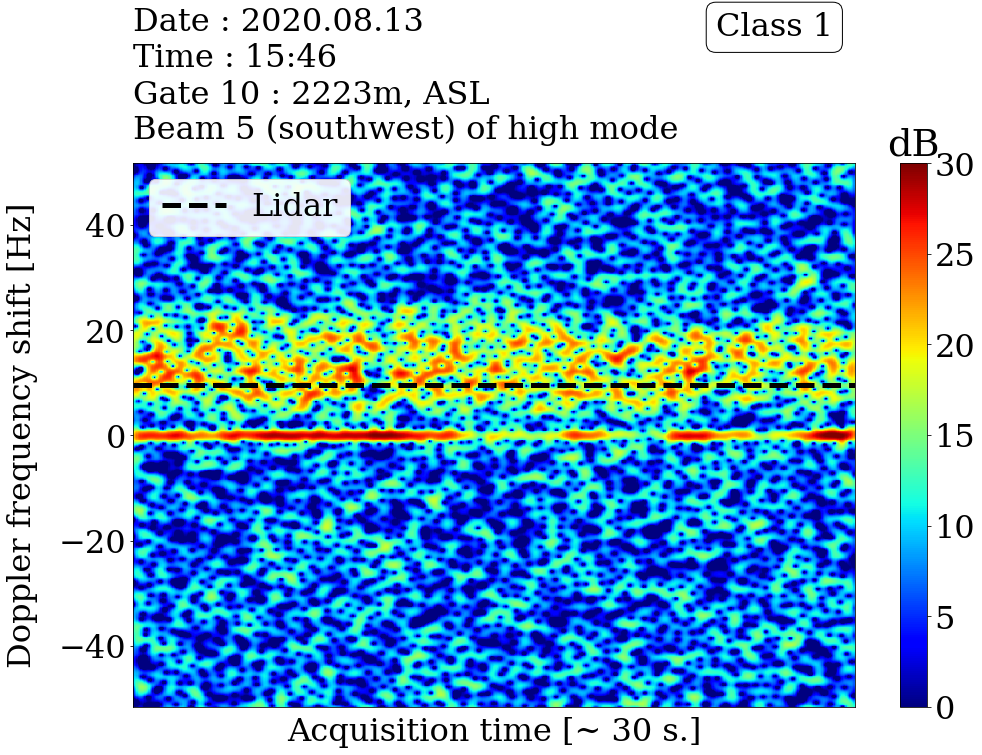 Date : 2020.08.13
Time : 15:46
Gate 10 : 2223m, ASL
Beam 5 (southwest) of high mode
Class 1
dB
Lidar
Doppler frequency shift [Hz]
40
20
0
−20
−40
30
25
20
15
10
5
0
Acquisition time [~ 30 s.]